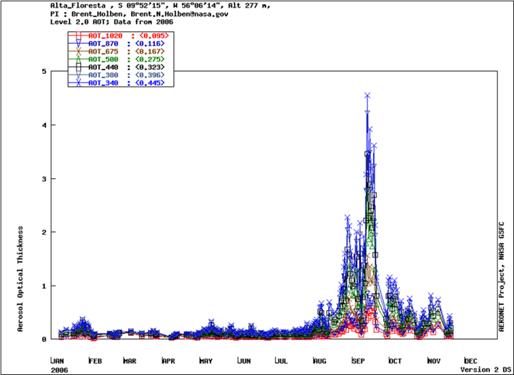 Alta_Floresta , S 09°52'15", W 56°06'14", Alt 277 m,
PI : Brent_Holben, Brent.N.Holben@nasa.gov
Level 2.0 AOT; Data from 2006
AOT_1020 : <0.095>
AOT_870 : <0.116>
AOT_675 : <0.167>
AOT_500 : <0.275>
AOT_440 : <0.323>
AOT_380 : <0.396>
AOT_340 : <0.445>
5
4
3
2
1
0
Aerosol Optical Thickness
AERONET Project, NASA GSFC
JAN FEB MAR APR MAY JUN JUL AUG SEP OCT NOV DEC
2006
Version 2 DS